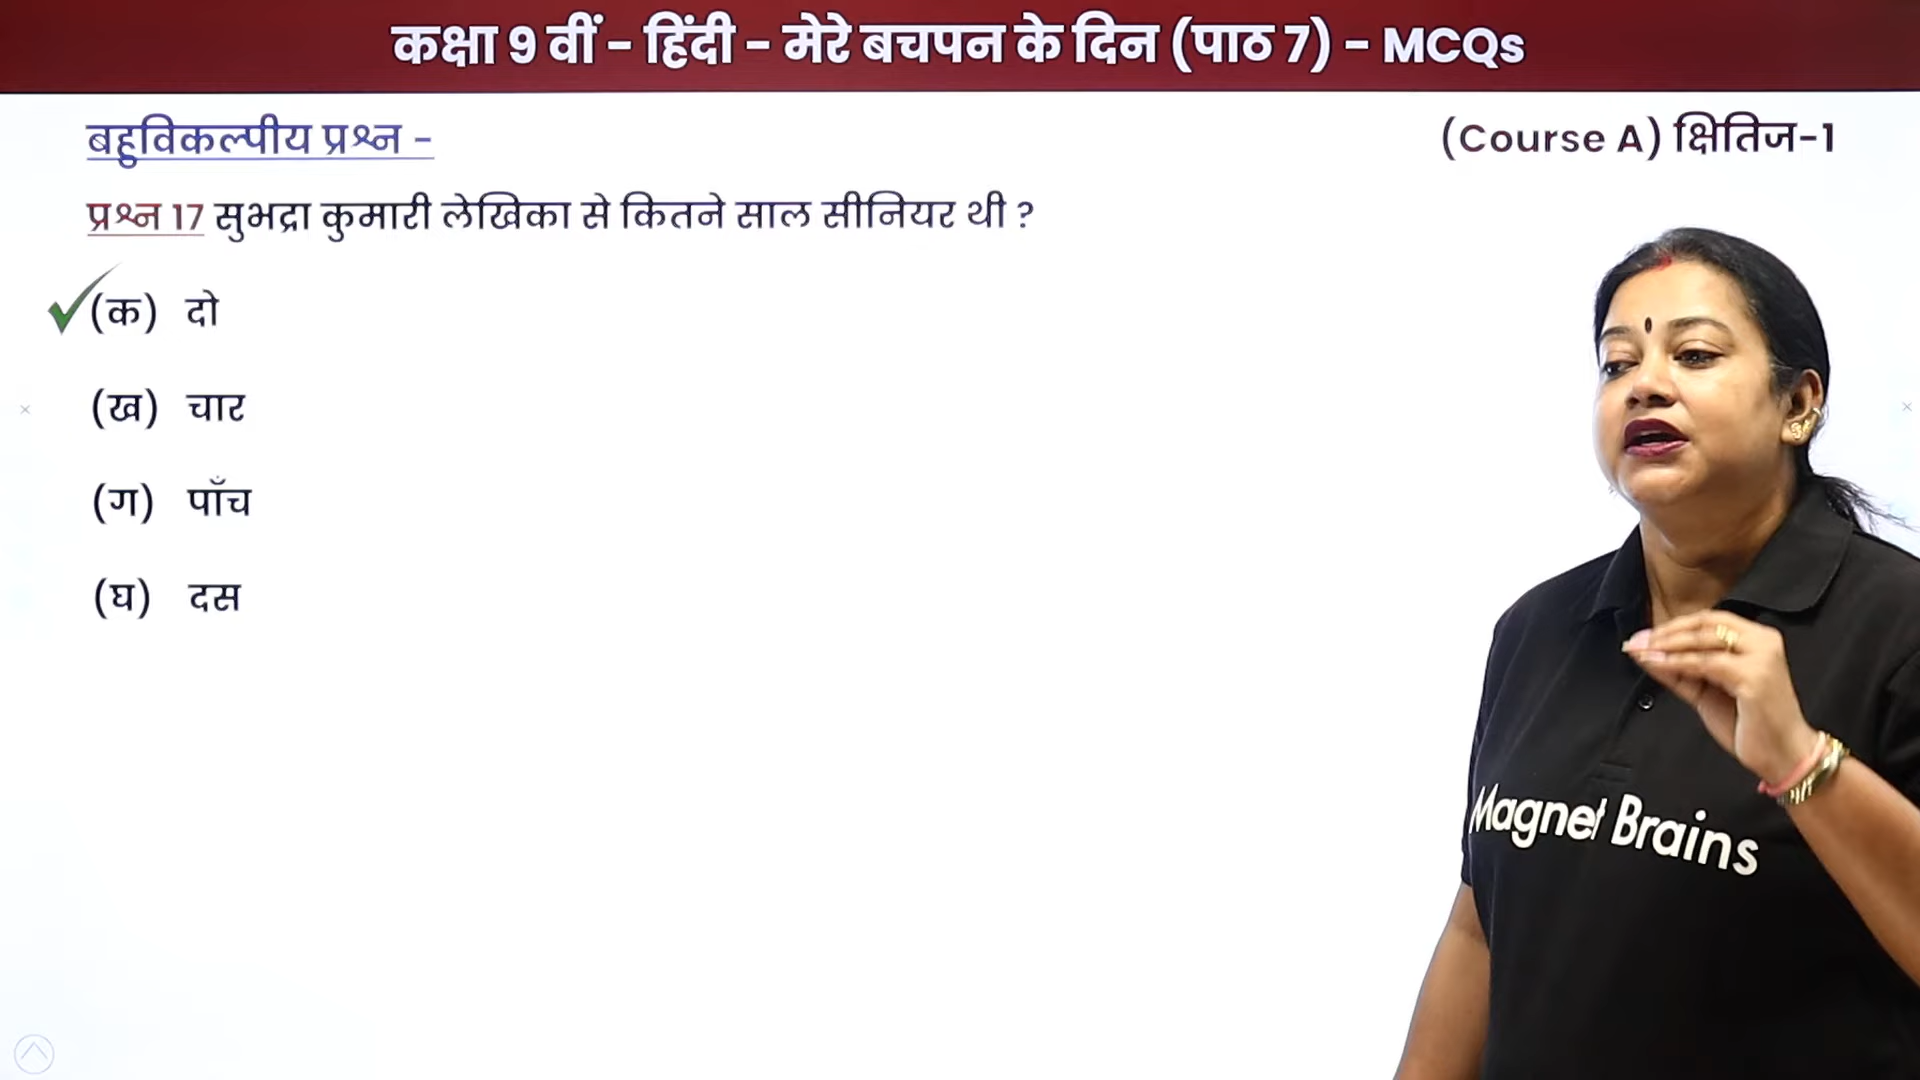 कक्षा 9 वीं - हिंदी - मेरे बचपन के दिन (पाठ 7) - MCQs
बहुविकल्पीय प्रश्न -
(Course A) क्षितिज-1
प्रश्न 17 सुभद्रा कुमारी लेखिका से कितने साल सीनियर थी ?
(क) दो
(ख) चार
(ग) पाँच
(घ) दस
Magnet Brains